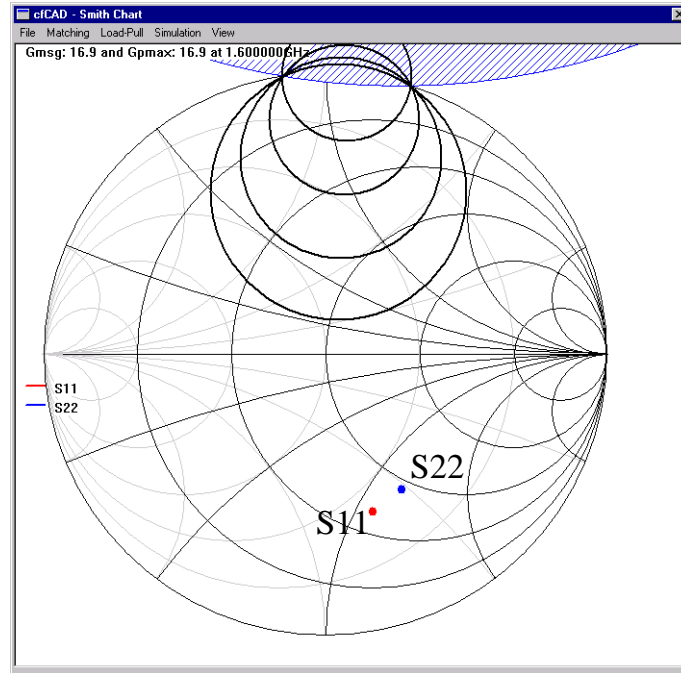 cfCAD - Smith Chart
File Matching Load-Pull Simulation View
Gmsg: 16.9 and Gpmax: 16.9 at 1.600000GHz
S11
S22
S22
S11